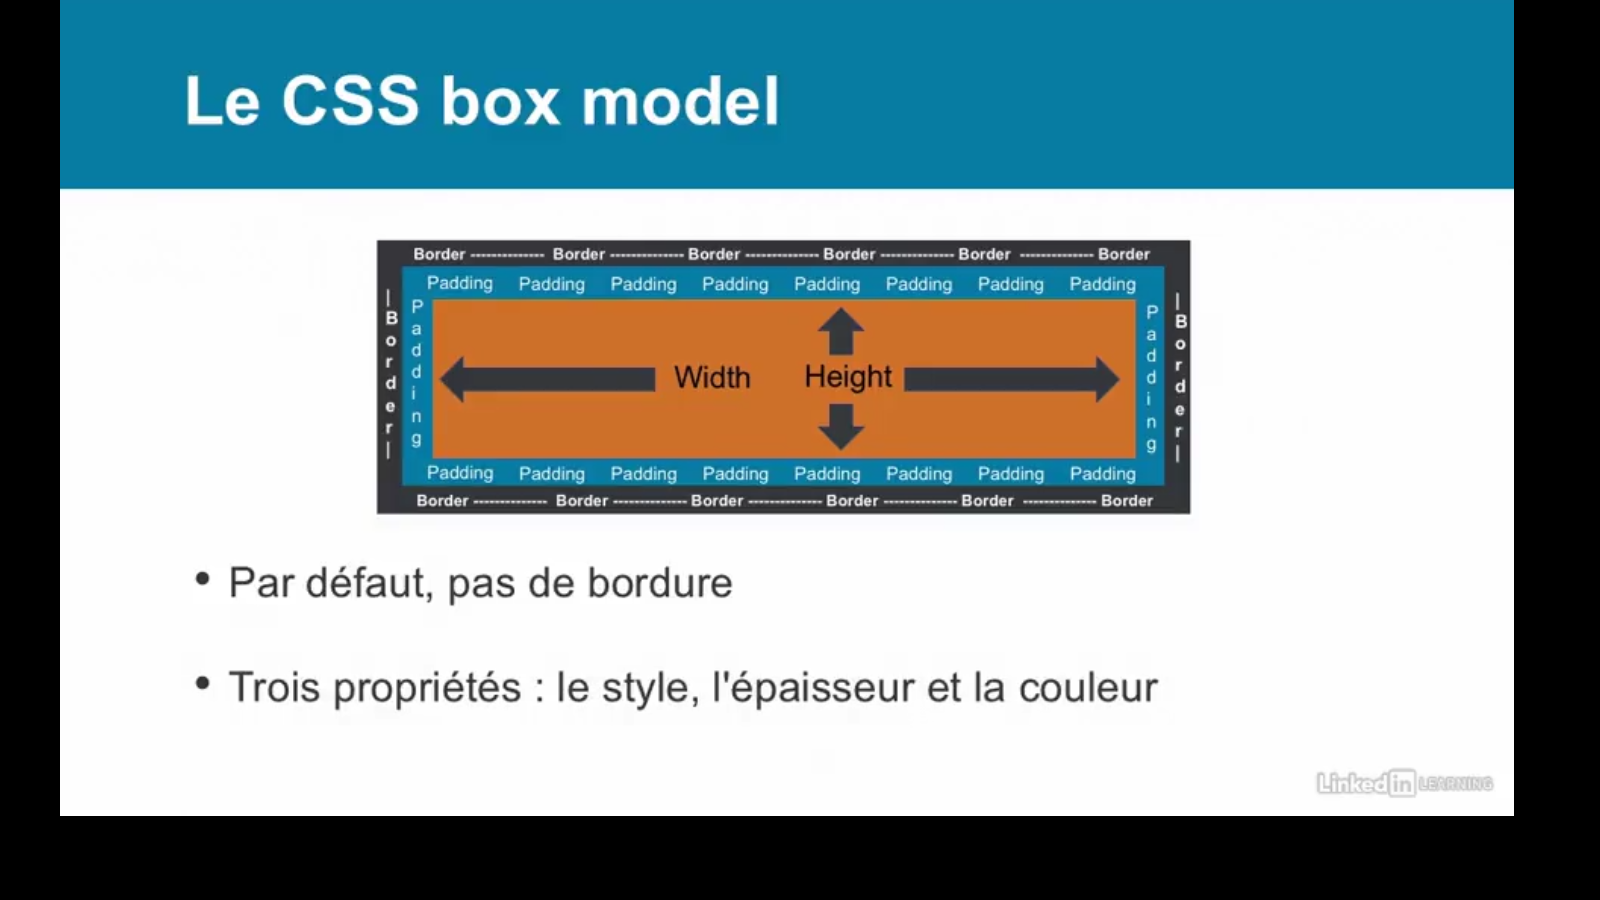 Le CSS box model
Border ------------- Border ------------- Border ------------- Border ------------- Border ------------- Border
Padding Padding Padding Padding Padding Padding Padding Padding
|Border|
Padding
Width Height
Padding
|Border|
Padding Padding Padding Padding Padding Padding Padding Padding
Border ------------- Border ------------- Border ------------- Border ------------- Border ------------- Border
• Par défaut, pas de bordure
• Trois propriétés : le style, l'épaisseur et la couleur
Linked in LEARNING